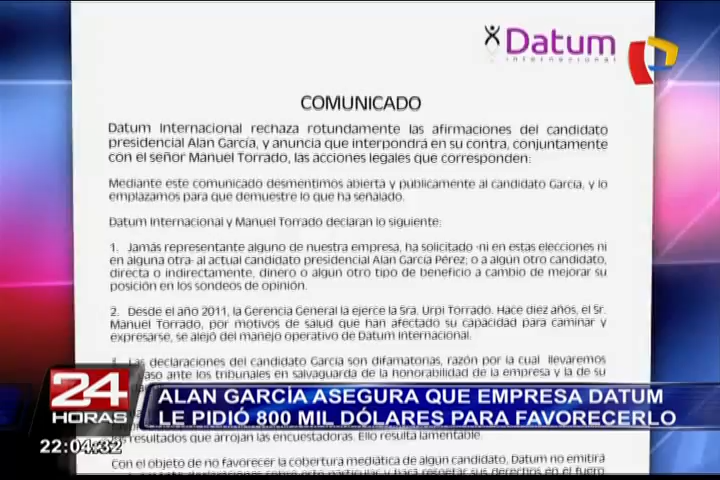 Datum
internacional
COMUNICADO
Datum Internacional rechaza rotundamente las afirmaciones del candidato
presidencial Alan García, y anuncia que interpondrá en su contra, conjuntamente
con el señor Manuel Torrado, las acciones legales que corresponden:
Mediante este comunicado desmentimos abierta y públicamente al candidato García, y lo
emplazamos para que demuestre lo que ha señalado.
Datum Internacional y Manuel Torrado declaran lo siguiente:
1. Jamás representante alguno de nuestra empresa, ha solicitado -ni en estas elecciones ni
en alguna otra- al actual candidato presidencial Alan García Pérez; o a algún otro candidato,
directa o indirectamente, dinero o algún otro tipo de beneficio a cambio de mejorar su
posición en los sondeos de opinión.
2. Desde el año 2011, la Gerencia General la ejerce la Sra. Urpi Torrado. Hace diez años, el Sr.
Manuel Torrado, por motivos de salud que han afectado su capacidad para caminar y
expresarse, se alejó del manejo operativo de Datum Internacional.
Las declaraciones del candidato García son difamatorias, razón por la cual llevaremos
ante los tribunales en salvaguarda de la honorabilidad de la empresa y la de su
24
HORAS
ALAN GARCÍA ASEGURA QUE EMPRESA DATUM
LE PIDIÓ 800 MIL DÓLARES PARA FAVORECERLO
22:04:32
los resultados que arrojan las encuestadoras. Ello resulta lamentable.
Con el objeto de no favorecer la cobertura mediática de algún candidato, Datum no emitirá